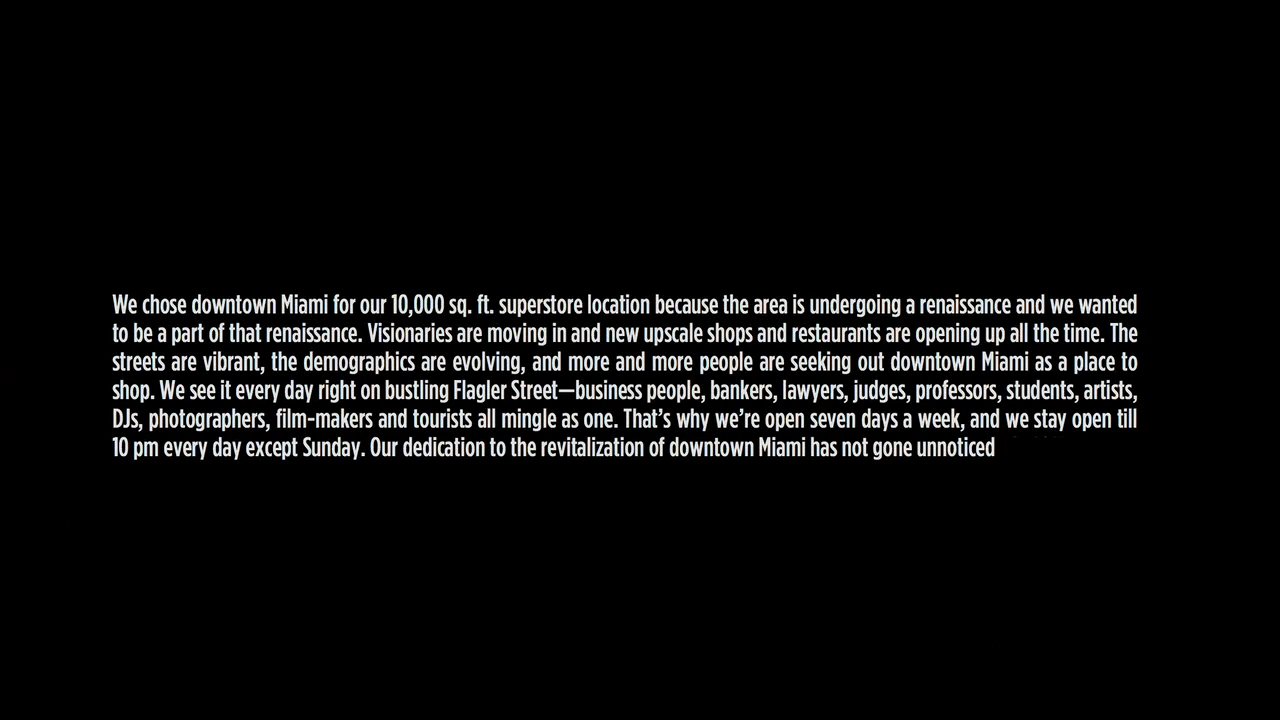 We chose downtown Miami for our 10,000 sq. ft. superstore location because the area is undergoing a renaissance and we wanted
to be a part of that renaissance. Visionaries are moving in and new upscale shops and restaurants are opening up all the time. The
streets are vibrant, the demographics are evolving, and more and more people are seeking out downtown Miami as a place to
shop. We see it every day right on bustling Flagler Street—business people, bankers, lawyers, judges, professors, students, artists,
DJs, photographers, film-makers and tourists all mingle as one. That’s why we’re open seven days a week, and we stay open till
10 pm every day except Sunday. Our dedication to the revitalization of downtown Miami has not gone unnoticed